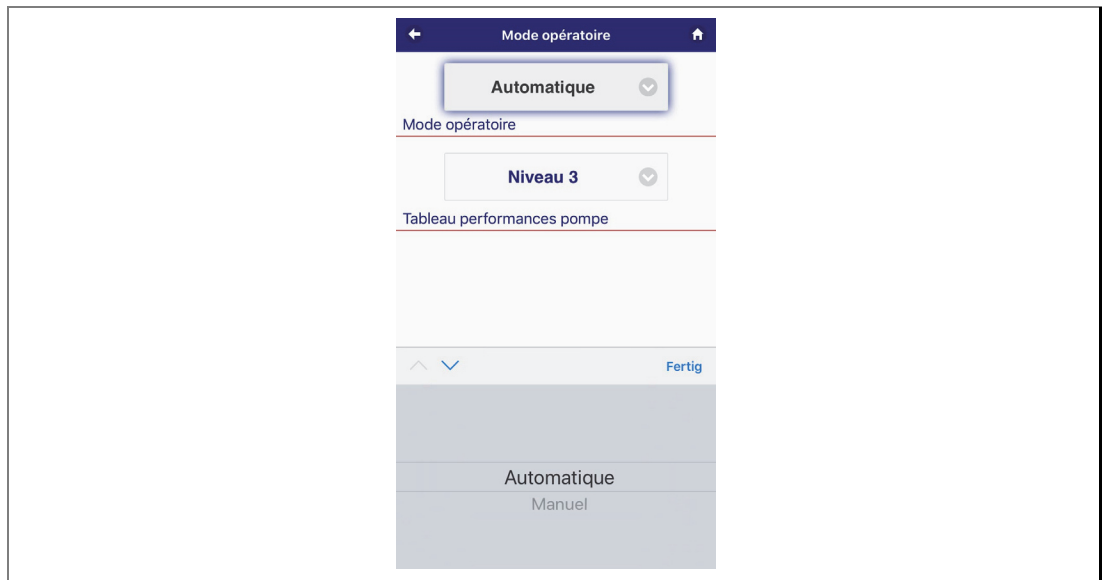 Mode opératoire
Automatique
Mode opératoire
Niveau 3
Tableau performances pompe
Fertig
Automatique
Manuel